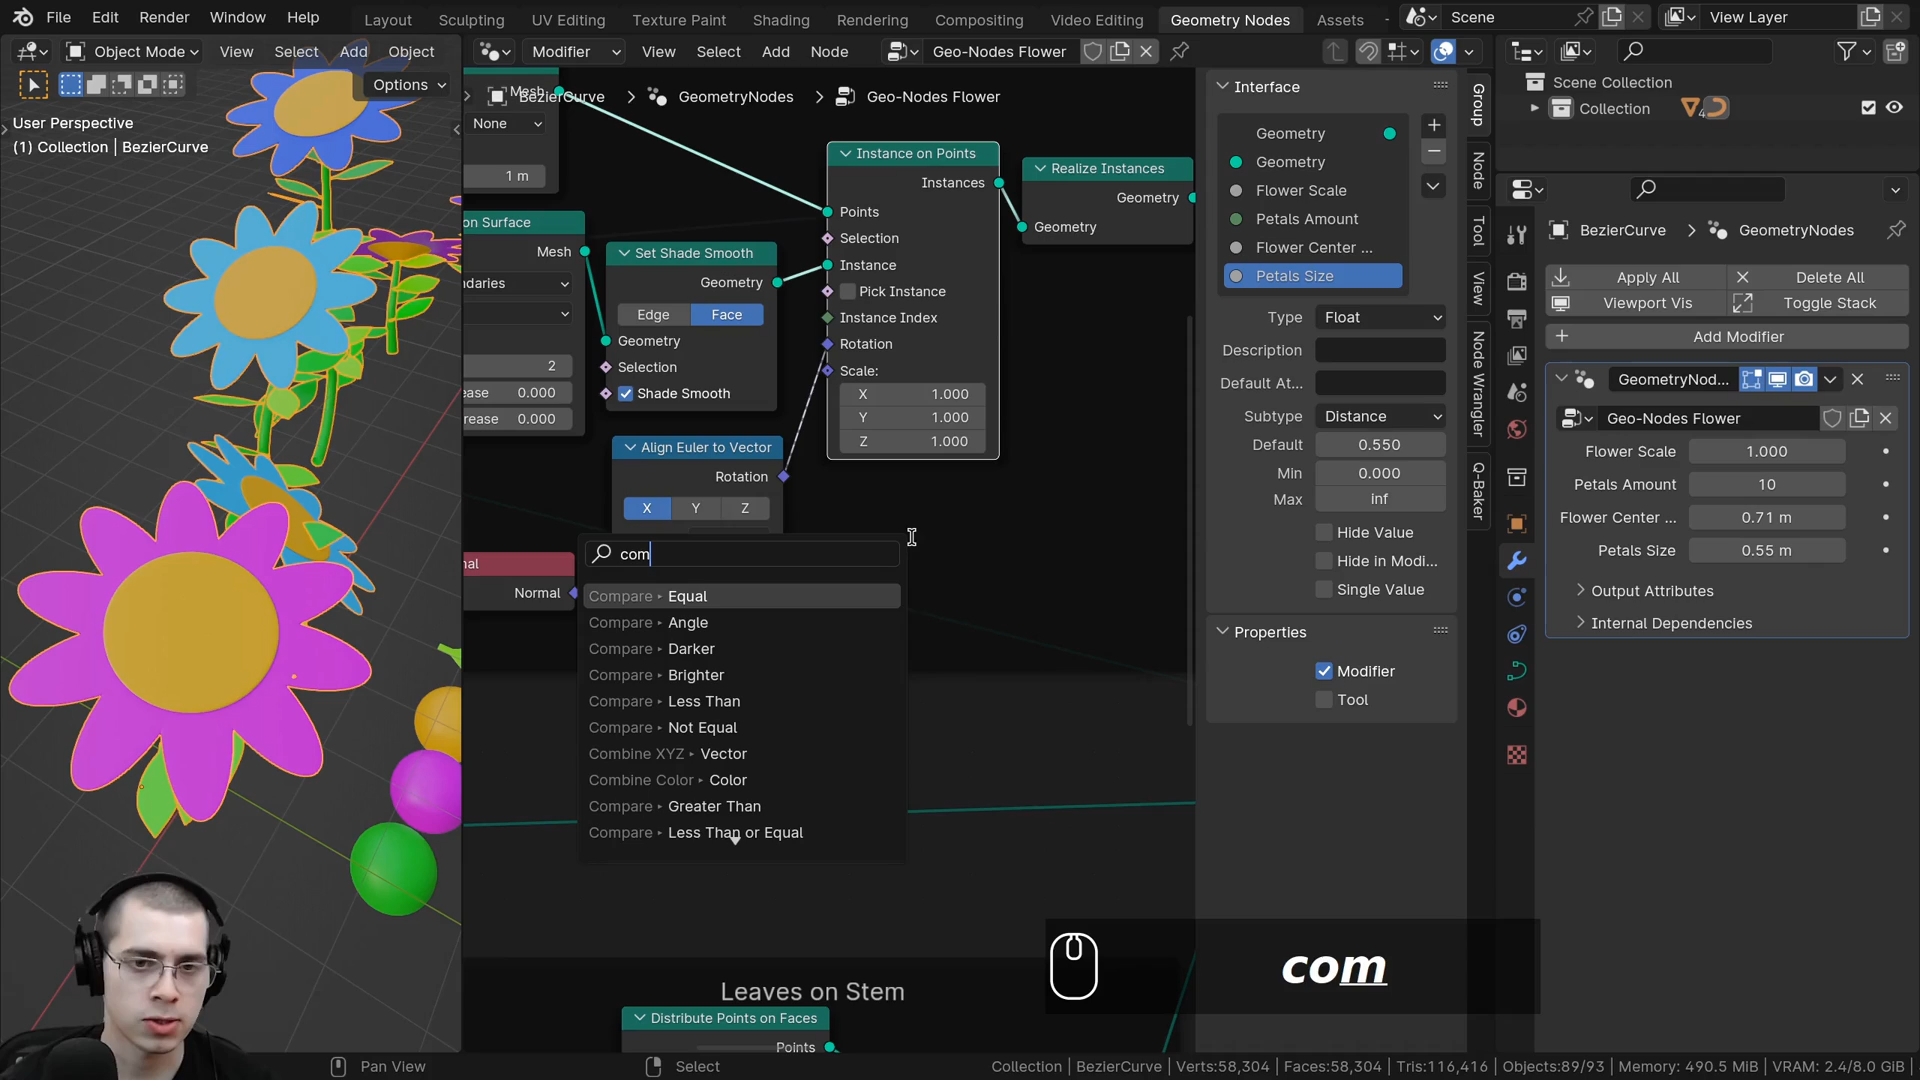 File Edit Render Window Help
Layout Sculpting UV Editing Texture Paint Shading Rendering Compositing Video Editing Geometry Nodes Assets
Scene
View Layer
Object Mode View Select Add Object
Modifier View Select Add Node Geo-Nodes Flower
Options
User Perspective
(1) Collection | BezierCurve
Mesh
BezierCurve GeometryNodes Geo-Nodes Flower
None
1 m
Instance on Points
Instances
Points
Selection
Instance
Pick Instance
Instance Index
Rotation
Scale:
X 1.000
Y 1.000
Z 1.000
Realize Instances
Geometry
Geometry
on Surface
Mesh
daries
2
ease 0.000
crease 0.000
Set Shade Smooth
Geometry
Edge Face
Geometry
Selection
Shade Smooth
Align Euler to Vector
Rotation
X Y Z
nal
Normal
com
Compare Equal
Compare Angle
Compare Darker
Compare Brighter
Compare Less Than
Compare Not Equal
Combine XYZ Vector
Combine Color Color
Compare Greater Than
Compare Less Than or Equal
Leaves on Stem
Distribute Points on Faces
Points
com
Interface
Geometry
Geometry
Flower Scale
Petals Amount
Flower Center ...
Petals Size
Type Float
Description
Default At...
Subtype Distance
Default 0.550
Min 0.000
Max inf
Hide Value
Hide in Modi...
Single Value
Properties
Modifier
Tool
Group
Node
Tool
View
Node Wrangler
Q-Baker
Scene Collection
Collection 4
BezierCurve GeometryNodes
Apply All Delete All
Viewport Vis Toggle Stack
Add Modifier
GeometryNod...
Geo-Nodes Flower
Flower Scale 1.000
Petals Amount 10
Flower Center ... 0.71 m
Petals Size 0.55 m
Output Attributes
Internal Dependencies
Pan View
Select
Collection | BezierCurve | Verts:58,304 | Faces:58,304 | Tris:116,416 | Objects:89/93 | Memory: 490.5 MiB | VRAM: 2.4/8.0 GiB